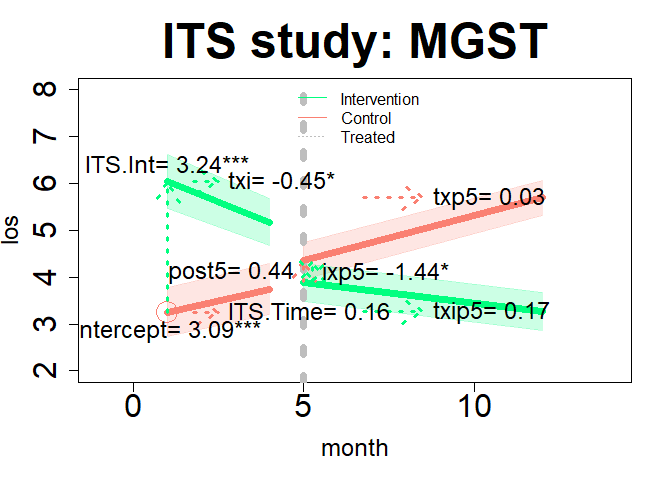 ITS study: MGST
8
7
6
5
4
3
2
los
Intervention
Control
Treated
ITS.Int= 3.24***
txi= -0.45*
txp5= 0.03
post5= 0.44
ixp5= -1.44*
ITS.Time= 0.16
txip5= 0.17
ntercept= 3.09***
0
5
10
month